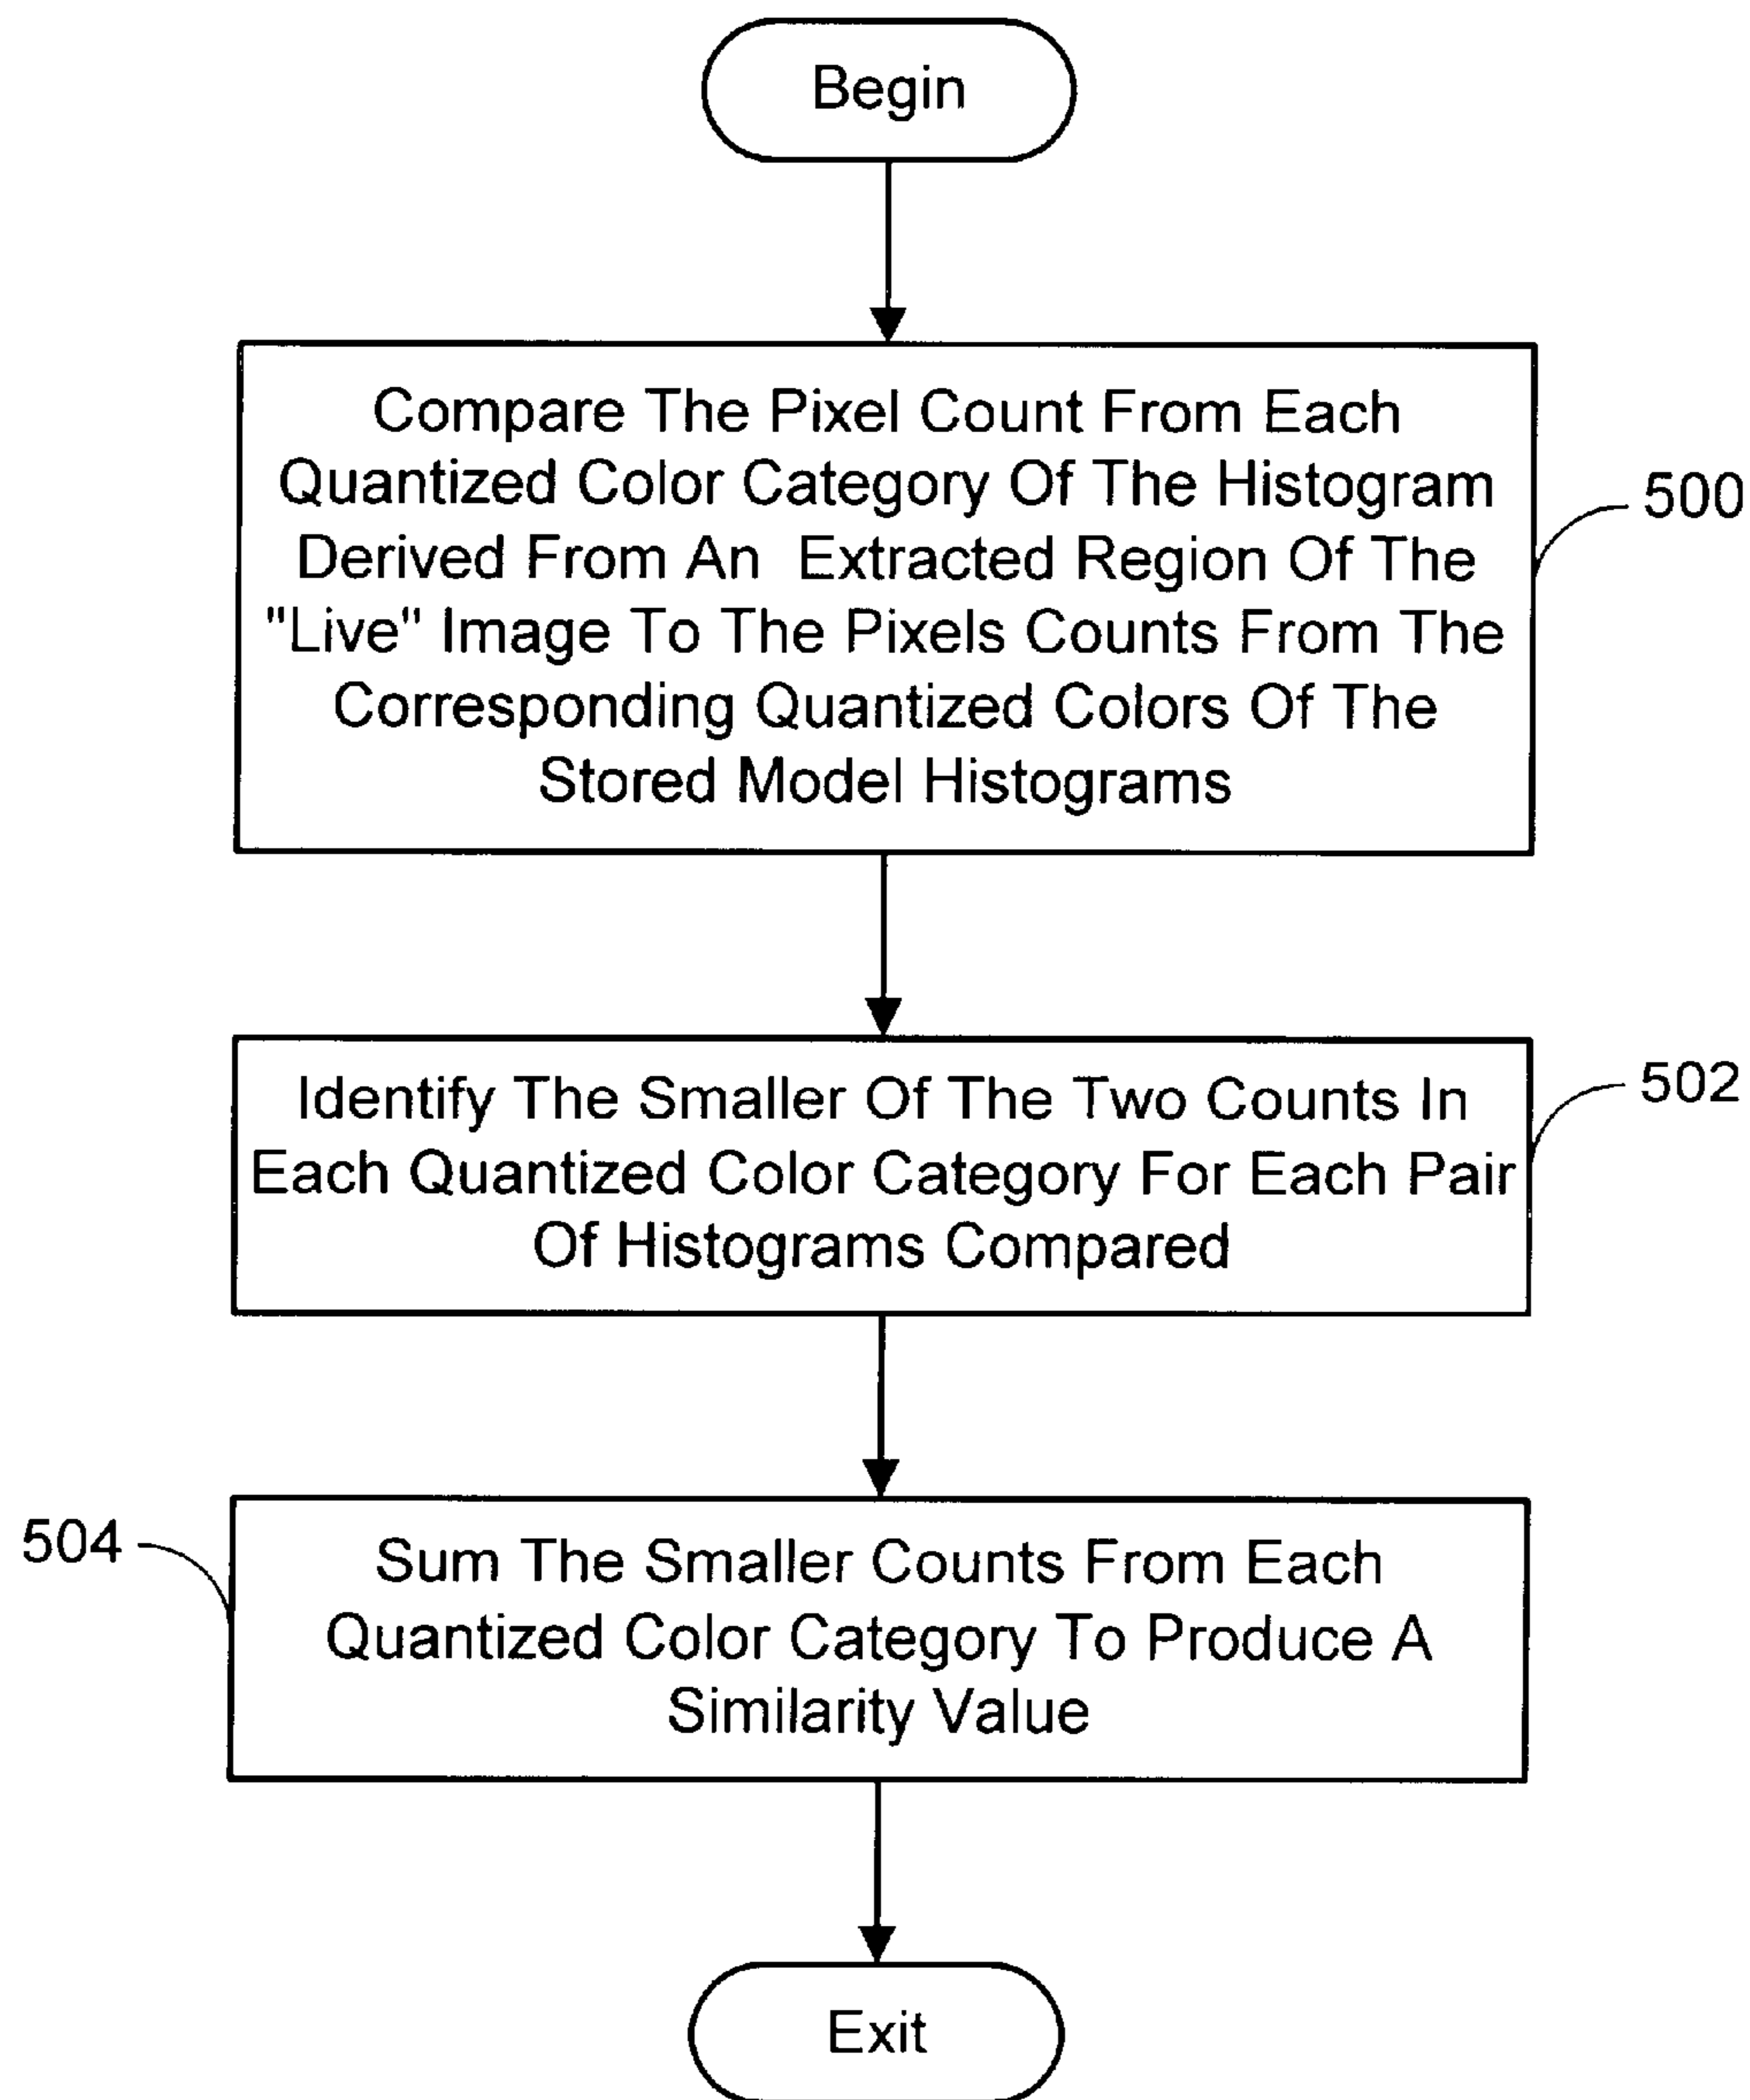 Begin
Compare The Pixel Count From Each
Quantized Color Category Of The Histogram
Derived From An Extracted Region Of The
"Live" Image To The Pixels Counts From The
Corresponding Quantized Colors Of The
Stored Model Histograms
500
Identify The Smaller Of The Two Counts In
Each Quantized Color Category For Each Pair
Of Histograms Compared
502
504
Sum The Smaller Counts From Each
Quantized Color Category To Produce A
Similarity Value
Exit